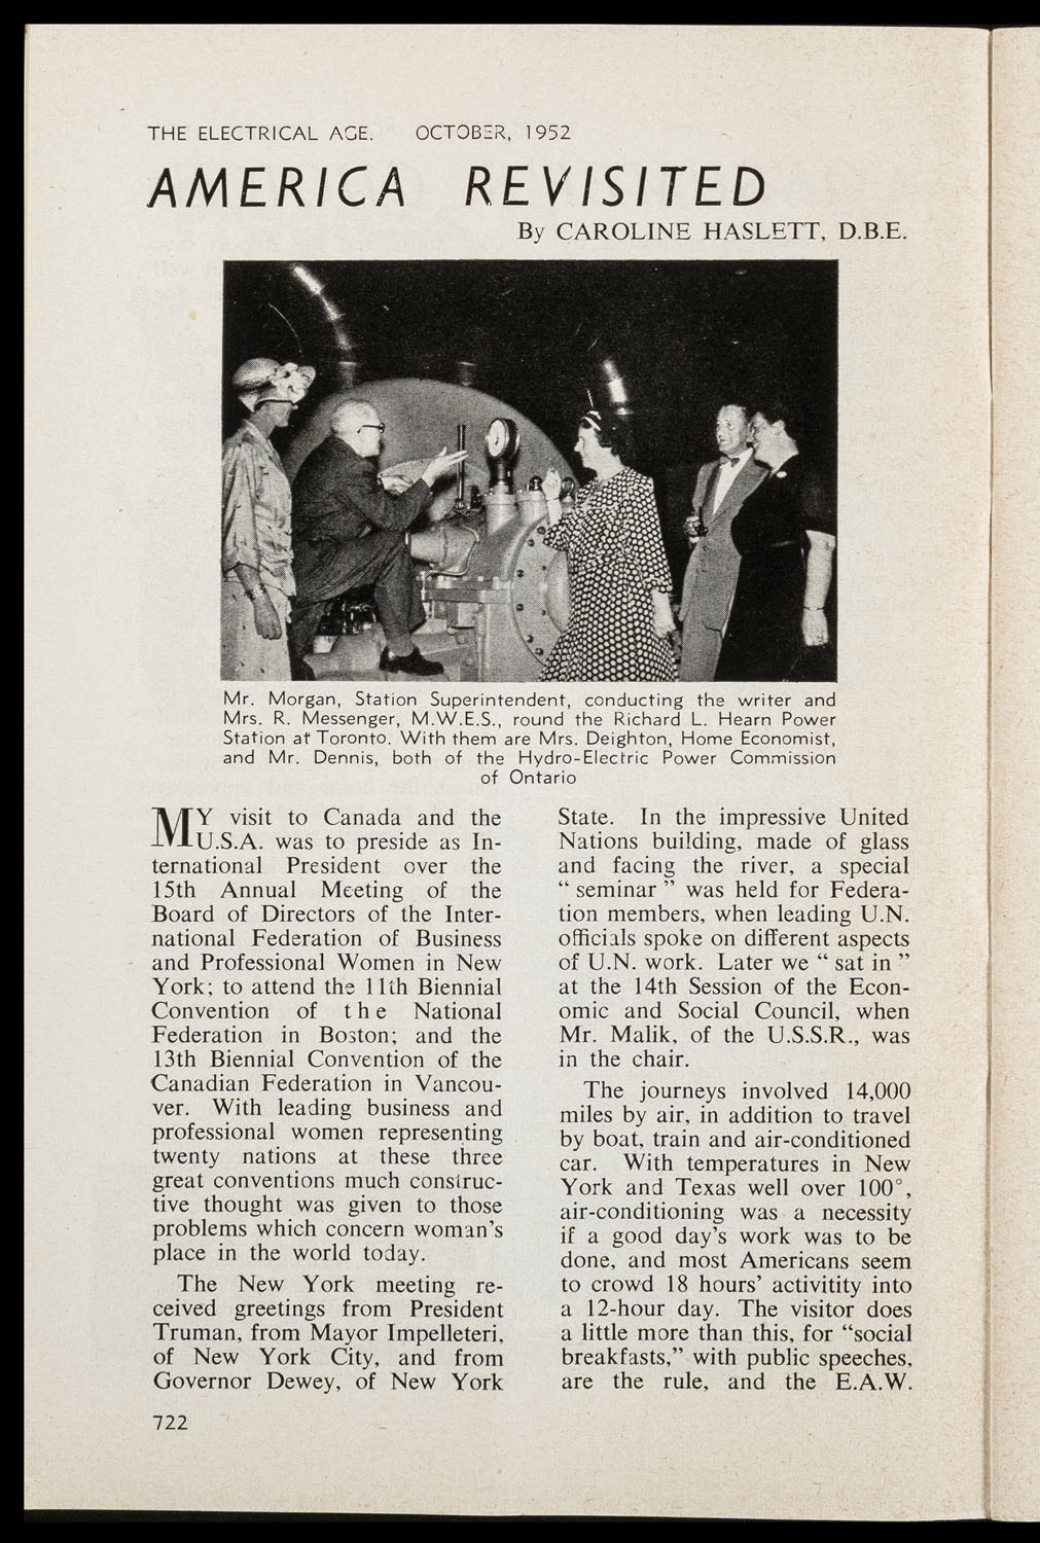 THE ELECTRICAL AGE. OCTOBER, 1952
AMERICA REVISITED
By CAROLINE HASLETT, D.B.E.
Mr. Morgan, Station Superintendent, conducting the writer and
Mrs. R. Messenger, M.W.E.S., round the Richard L. Hearn Power
Station at Toronto. With them are Mrs. Deighton, Home Economist,
and Mr. Dennis, both of the Hydro-Electric Power Commission
of Ontario
MY visit to Canada and the
U.S.A. was to preside as In-
ternational President over the
15th Annual Meeting of the
Board of Directors of the Inter-
national Federation of Business
and Professional Women in New
York; to attend the 11th Biennial
Convention of the National
Federation in Boston; and the
13th Biennial Convention of the
Canadian Federation in Vancou-
ver. With leading business and
professional women representing
twenty nations at these three
great conventions much construc-
tive thought was given to those
problems which concern woman's
place in the world today.
The New York meeting re-
ceived greetings from President
Truman, from Mayor Impelleteri,
of New York City, and from
Governor Dewey, of New York
State. In the impressive United
Nations building, made of glass
and facing the river, a special
“ seminar ” was held for Federa-
tion members, when leading U.N.
officials spoke on different aspects
of U.N. work. Later we “ sat in ”
at the 14th Session of the Econ-
omic and Social Council, when
Mr. Malik, of the U.S.S.R., was
in the chair.
The journeys involved 14,000
miles by air, in addition to travel
by boat, train and air-conditioned
car. With temperatures in New
York and Texas well over 100°,
air-conditioning was a necessity
if a good day's work was to be
done, and most Americans seem
to crowd 18 hours' activitity into
a 12-hour day. The visitor does
a little more than this, for “social
breakfasts,” with public speeches,
are the rule, and the E.A.W.
722